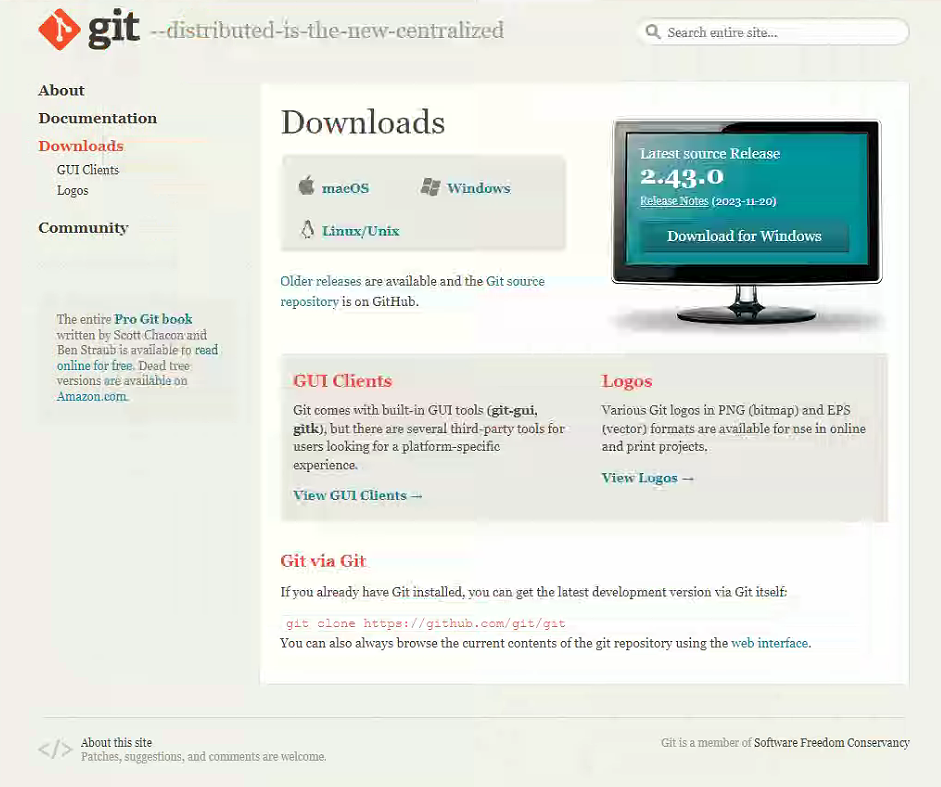 git --distributed-is-the-new-centralized
Search entire site...
About
Documentation
Downloads
GUI Clients
Logos
Community
The entire Pro Git book
written by Scott Chacon and
Ben Straub is available to read
online for free. Dead tree
versions are available on
Amazon.com.
Downloads
macOS
Windows
Linux/Unix
Older releases are available and the Git source
repository is on GitHub.
Latest source Release
2.43.0
Release Notes (2023-11-20)
Download for Windows
GUI Clients
Git comes with built-in GUI tools (git-gui,
gitk), but there are several third-party tools for
users looking for a platform-specific
experience.
View GUI Clients →
Logos
Various Git logos in PNG (bitmap) and EPS
(vector) formats are available for use in online
and print projects.
View Logos →
Git via Git
If you already have Git installed, you can get the latest development version via Git itself:
git clone https://github.com/git/git
You can also always browse the current contents of the git repository using the web interface.
</> About this site
Patches, suggestions, and comments are welcome.
Git is a member of Software Freedom Conservancy